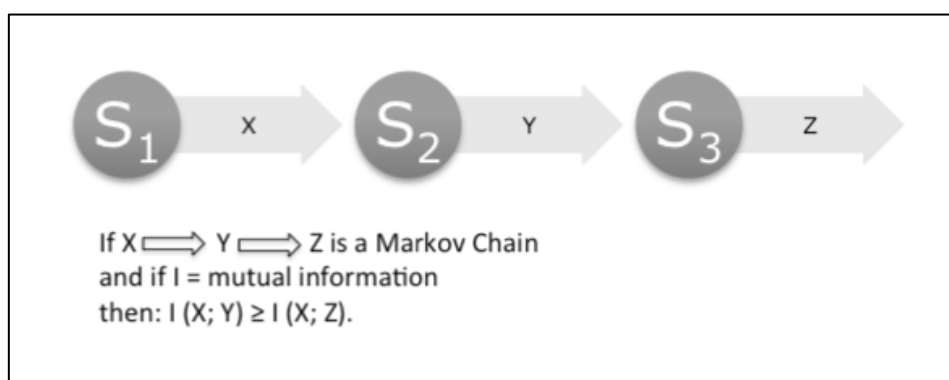 S₁ X S₂ Y S₃ Z
If X ⟹ Y ⟹ Z is a Markov Chain
and if I = mutual information
then: I (X; Y) ≥ I (X; Z).